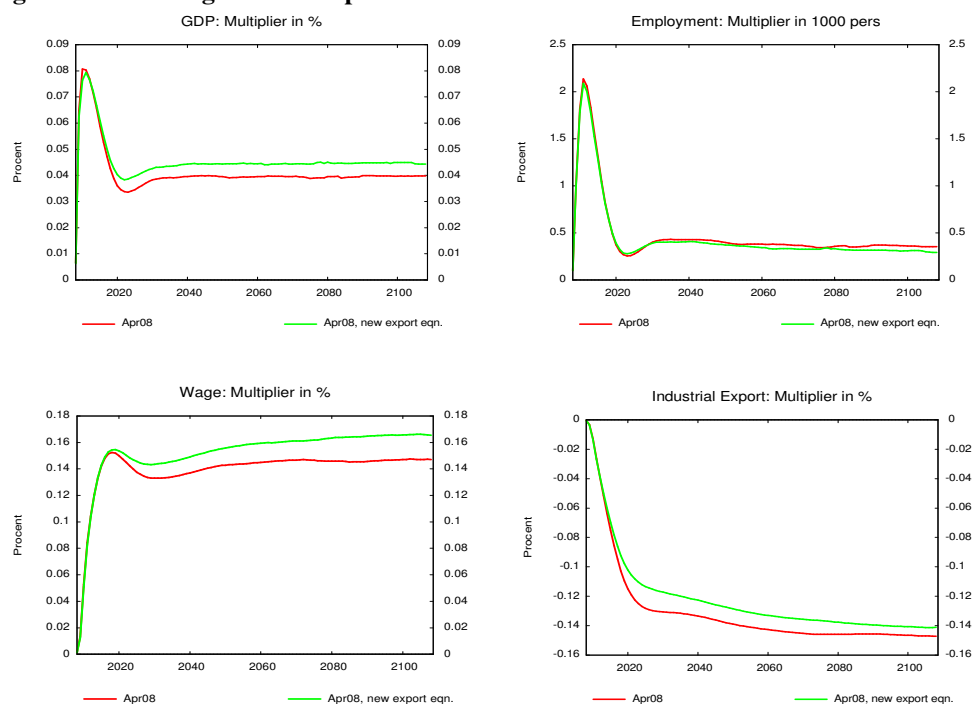 GDP: Multiplier in %
0.09 0.09
0.08 0.08
0.07 0.07
0.06 0.06
0.05 0.05
0.04 0.04
0.03 0.03
0.02 0.02
0.01 0.01
0 0
Procent
2020 2040 2060 2080 2100
Apr08 Apr08, new export eqn.
Employment: Multiplier in 1000 pers
2.5 2.5
2 2
1.5 1.5
1 1
0.5 0.5
0 0
2020 2040 2060 2080 2100
Apr08 Apr08, new export eqn.
Wage: Multiplier in %
0.18 0.18
0.16 0.16
0.14 0.14
0.12 0.12
0.1 0.1
0.08 0.08
0.06 0.06
0.04 0.04
0.02 0.02
0 0
Procent
2020 2040 2060 2080 2100
Apr08 Apr08, new export eqn.
Industrial Export: Multiplier in %
0 0
-0.02 -0.02
-0.04 -0.04
-0.06 -0.06
-0.08 -0.08
-0.1 -0.1
-0.12 -0.12
-0.14 -0.14
-0.16 -0.16
Procent
2020 2040 2060 2080 2100
Apr08 Apr08, new export eqn.